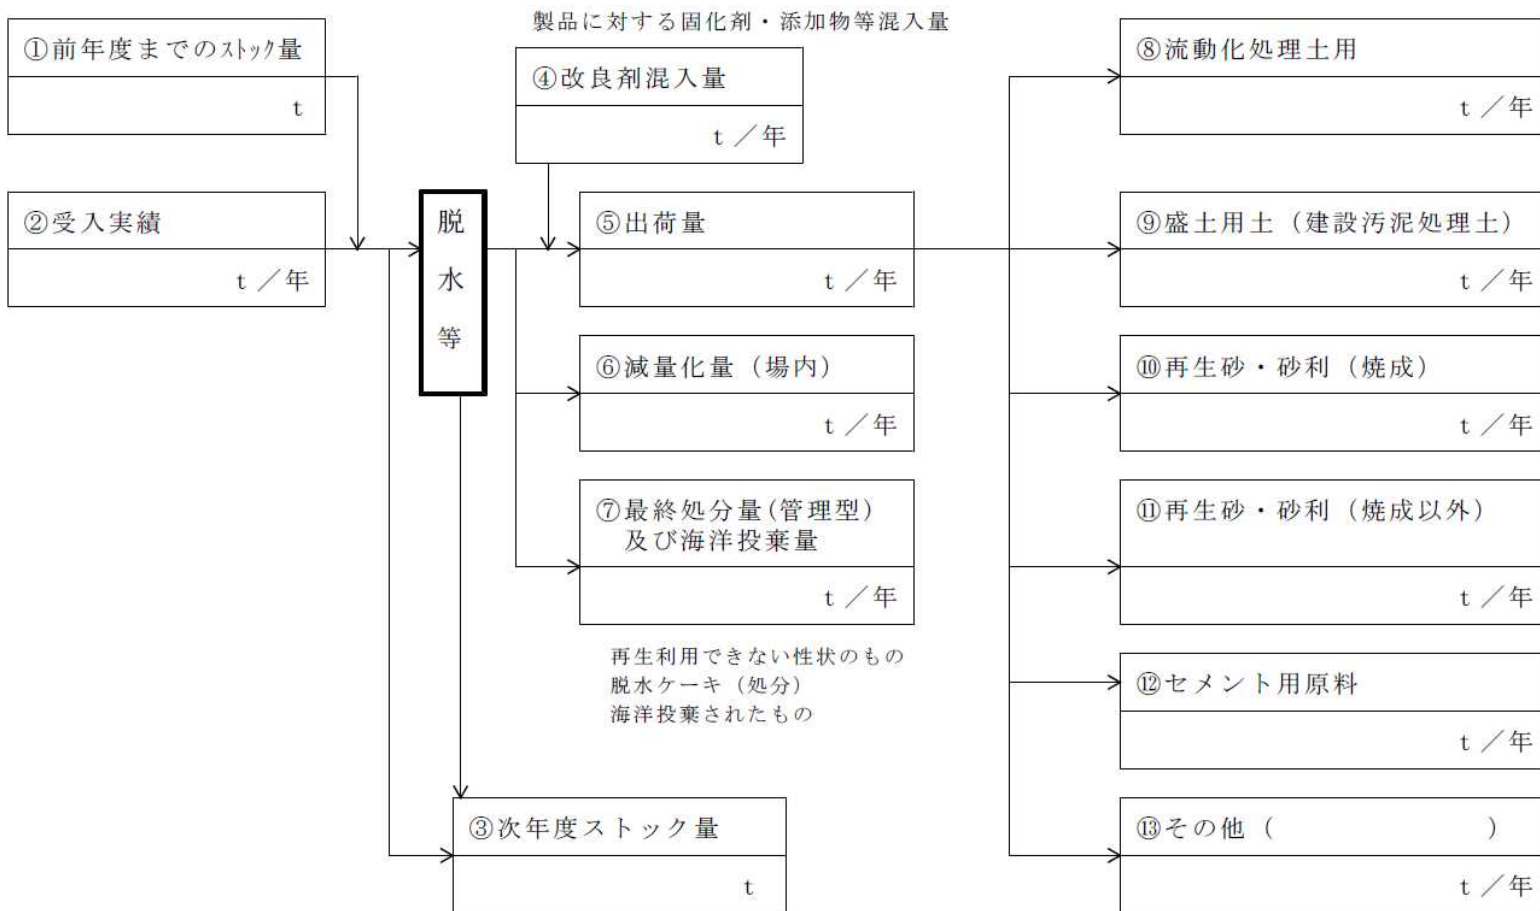 製品に対する固化剤・添加物等混入量
①前年度までのｽﾄｯｸ量
t
④改良剤混入量
t ／年
②受入実績
t ／年
脱
水
等
⑤出荷量
t ／年
⑥減量化量（場内）
t ／年
⑦最終処分量(管理型)
及び海洋投棄量
t ／年
再生利用できない性状のもの
脱水ケーキ（処分）
海洋投棄されたもの
③次年度ストック量
t
⑧流動化処理土用
t ／年
⑨盛土用土（建設汚泥処理土）
t ／年
⑩再生砂・砂利（焼成）
t ／年
⑪再生砂・砂利（焼成以外）
t ／年
⑫セメント用原料
t ／年
⑬その他（　　　　　　　）
t ／年